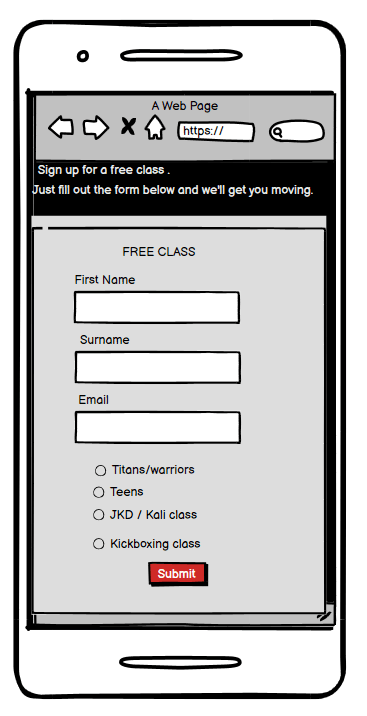 A Web Page
https://
Sign up for a free class .
Just fill out the form below and we'll get you moving.
FREE CLASS
First Name
Surname
Email
Titans/warriors
Teens
JKD / Kali class
Kickboxing class
Submit